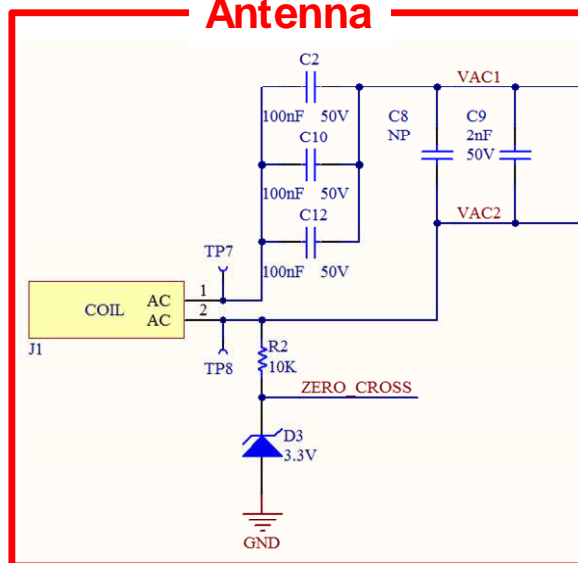 Antenna
C2
100nF 50V
C10
100nF 50V
C12
100nF 50V
VAC1
C8
NP
C9
2nF
50V
VAC2
TP7
COIL
AC 1
AC 2
J1
TP8
R2
10K
ZERO_CROSS
D3
3.3V
GND